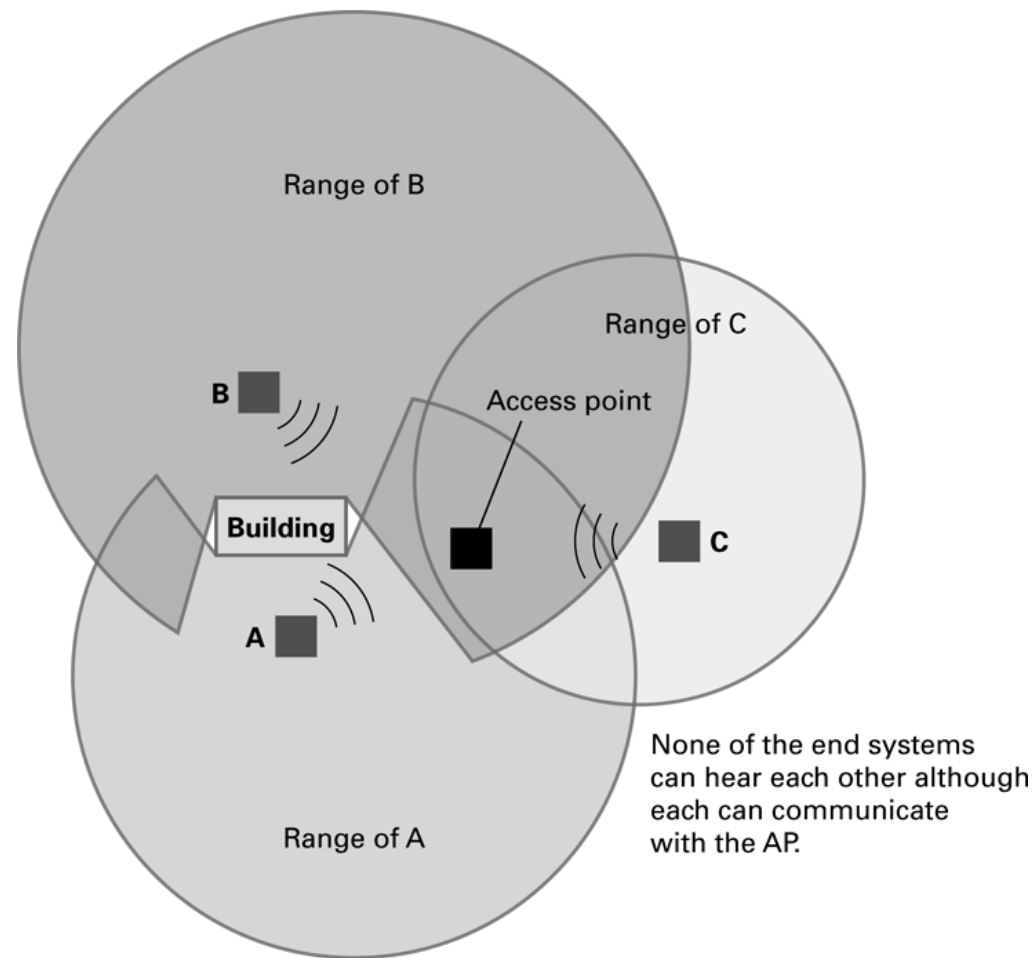 Range of B
Range of C
Access point
B
Building
C
A
None of the end systems
can hear each other although
each can communicate
with the AP.
Range of A